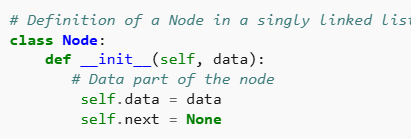 # Definition of a Node in a singly linked list
class Node:
    def __init__(self, data):
       # Data part of the node
        self.data = data
        self.next = None